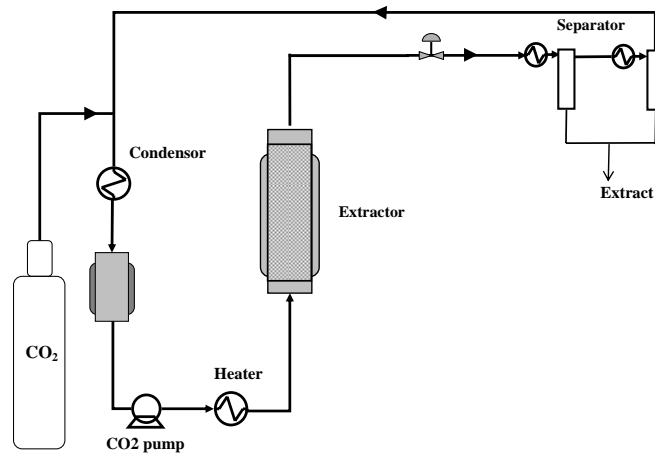 Separator
Condensor
Extractor
Extract
CO₂
Heater
CO2 pump